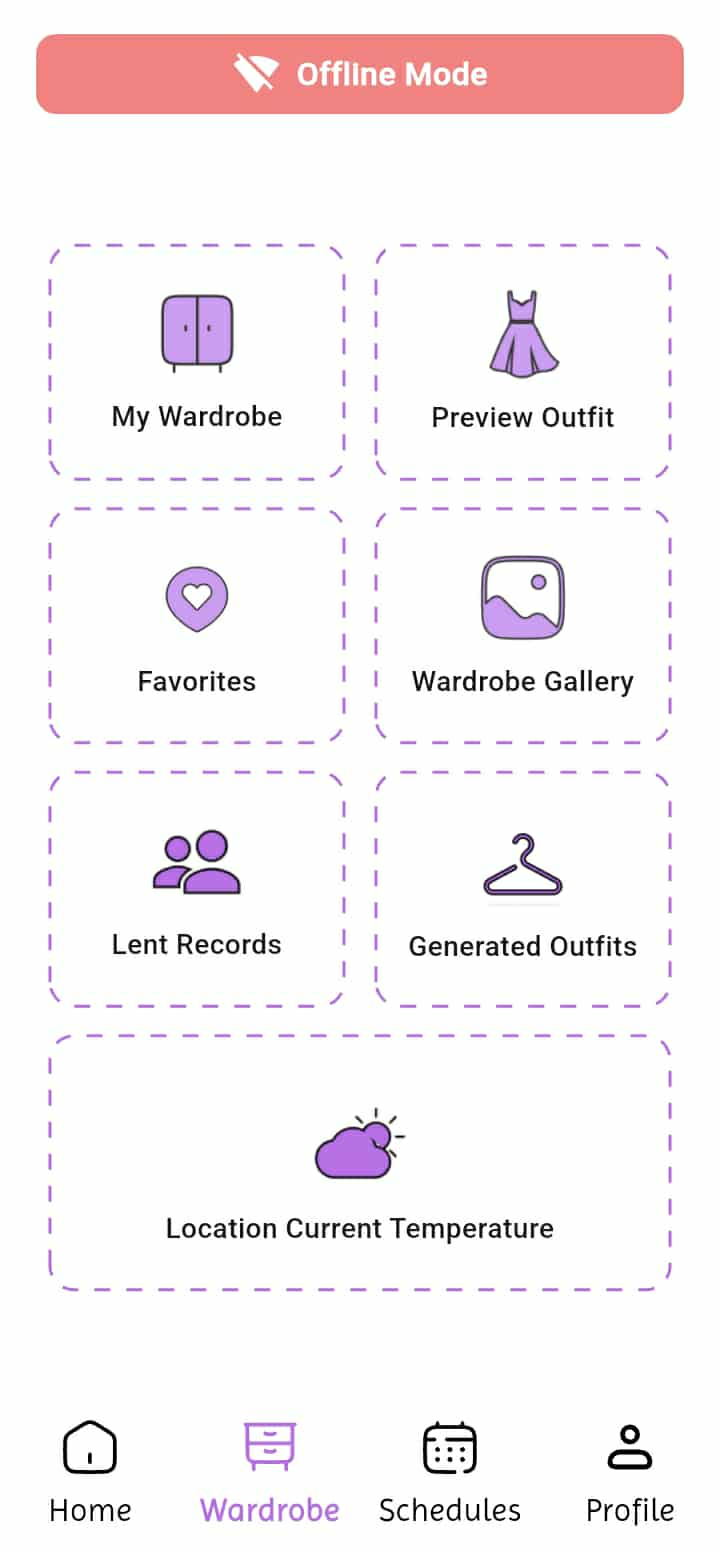 Offline Mode
My Wardrobe
Preview Outfit
Favorites
Wardrobe Gallery
Lent Records
Generated Outfits
Location Current Temperature
Home
Wardrobe
Schedules
Profile